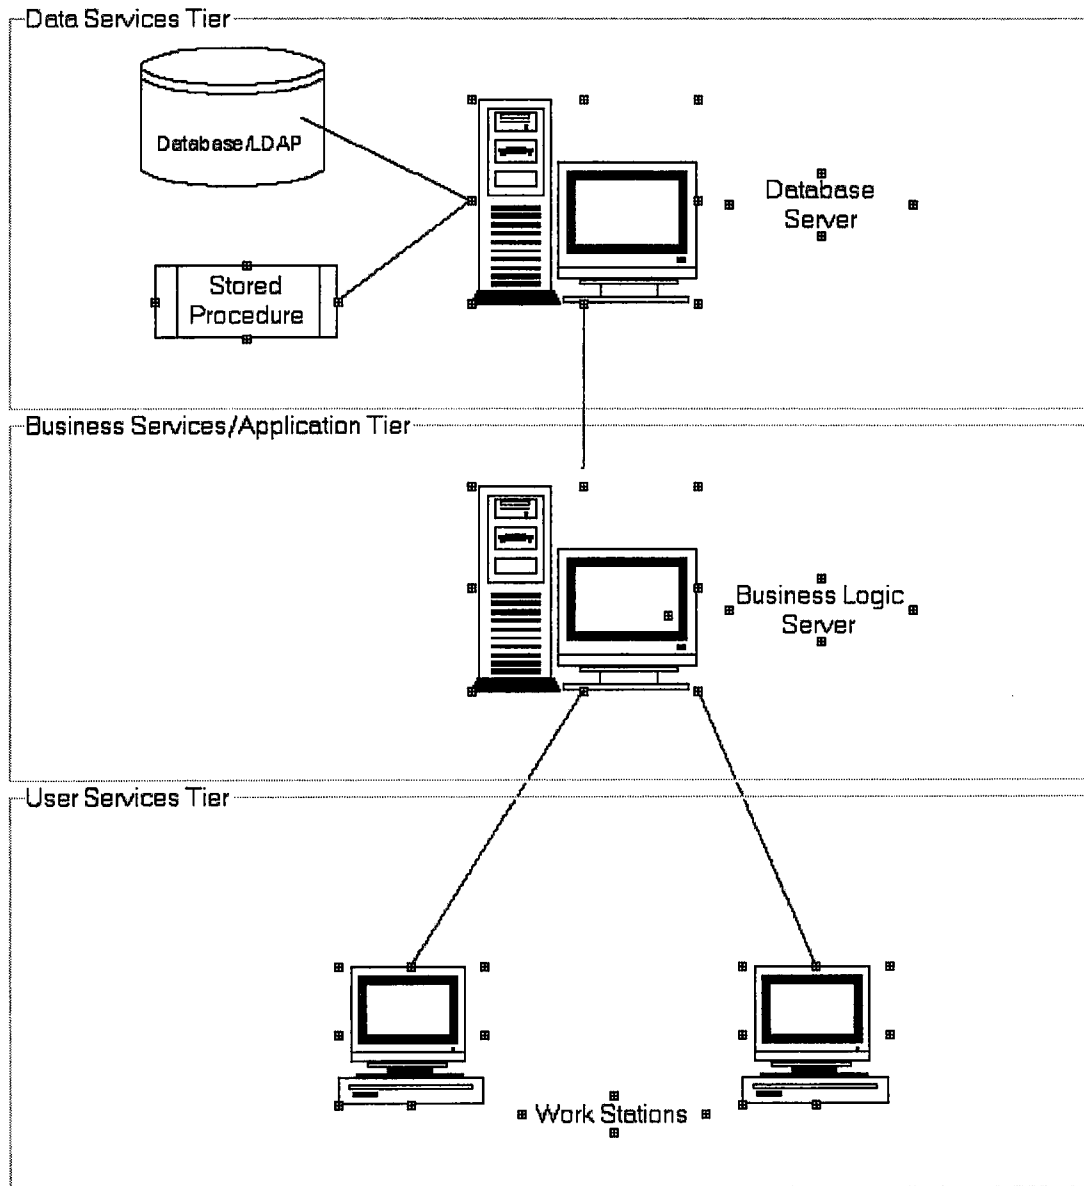 Data Services Tier
Database/LDAP
Database
Server
Stored
Procedure
Business Services/Application Tier
Business Logic
Server
User Services Tier
Work Stations